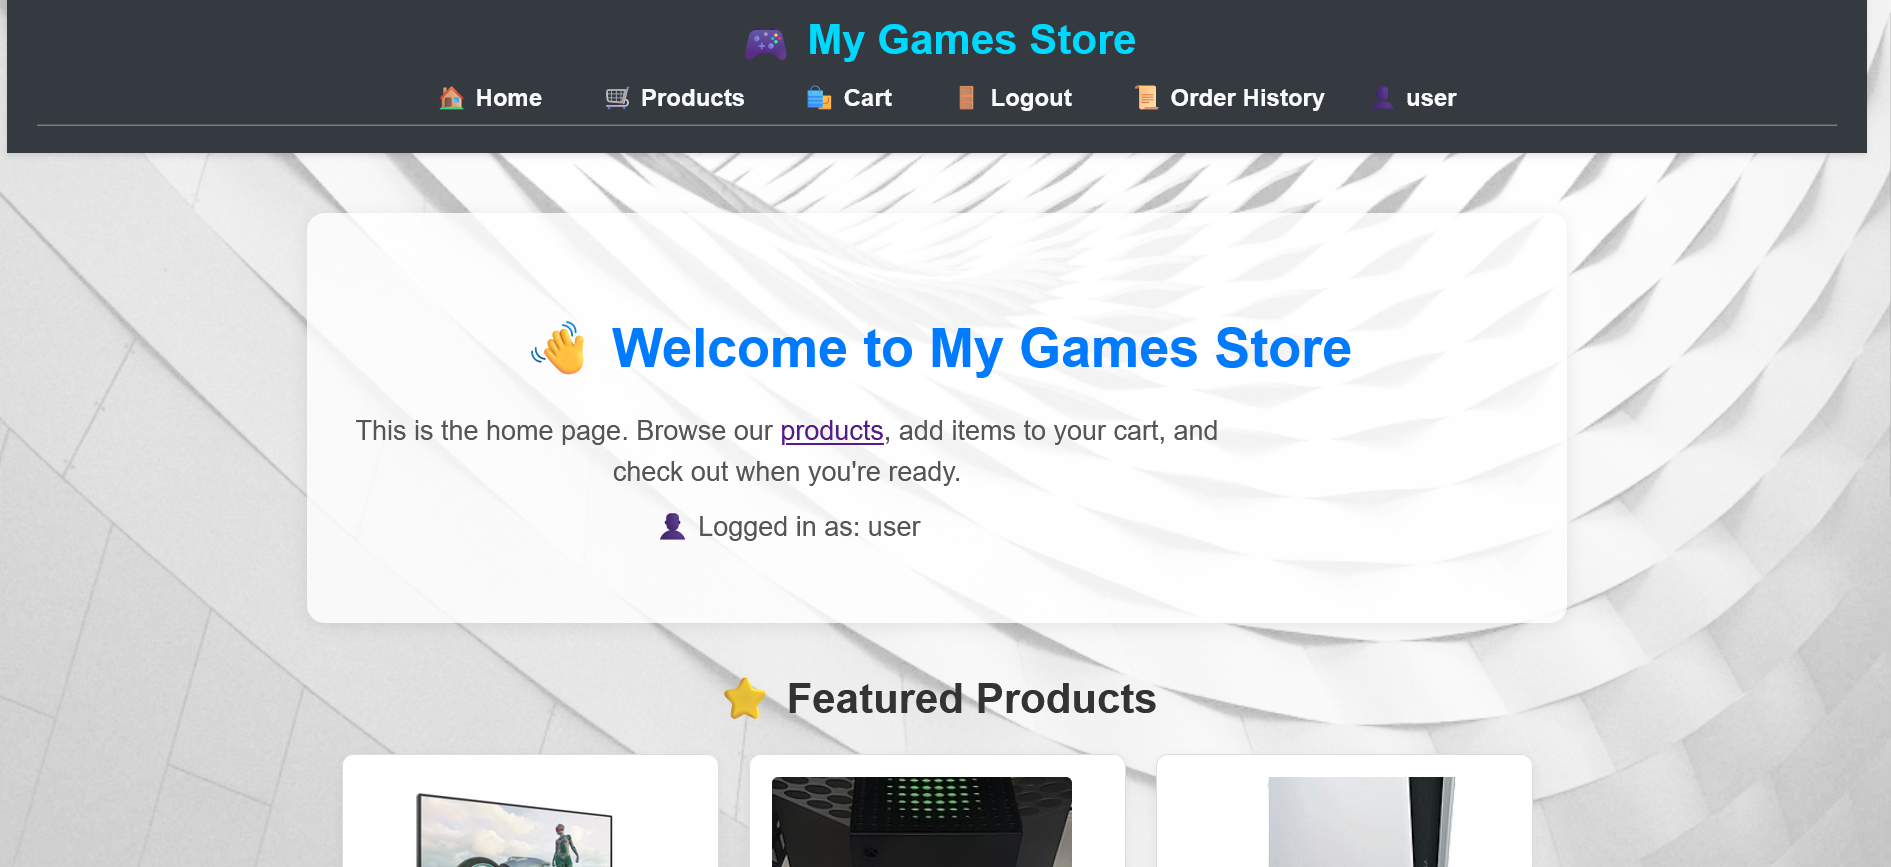 🎮 My Games Store
🏠 Home 🛒 Products 🛍️ Cart 🚪 Logout 📜 Order History 👤 user
👋 Welcome to My Games Store
This is the home page. Browse our products, add items to your cart, and
check out when you're ready.
👤 Logged in as: user
⭐ Featured Products